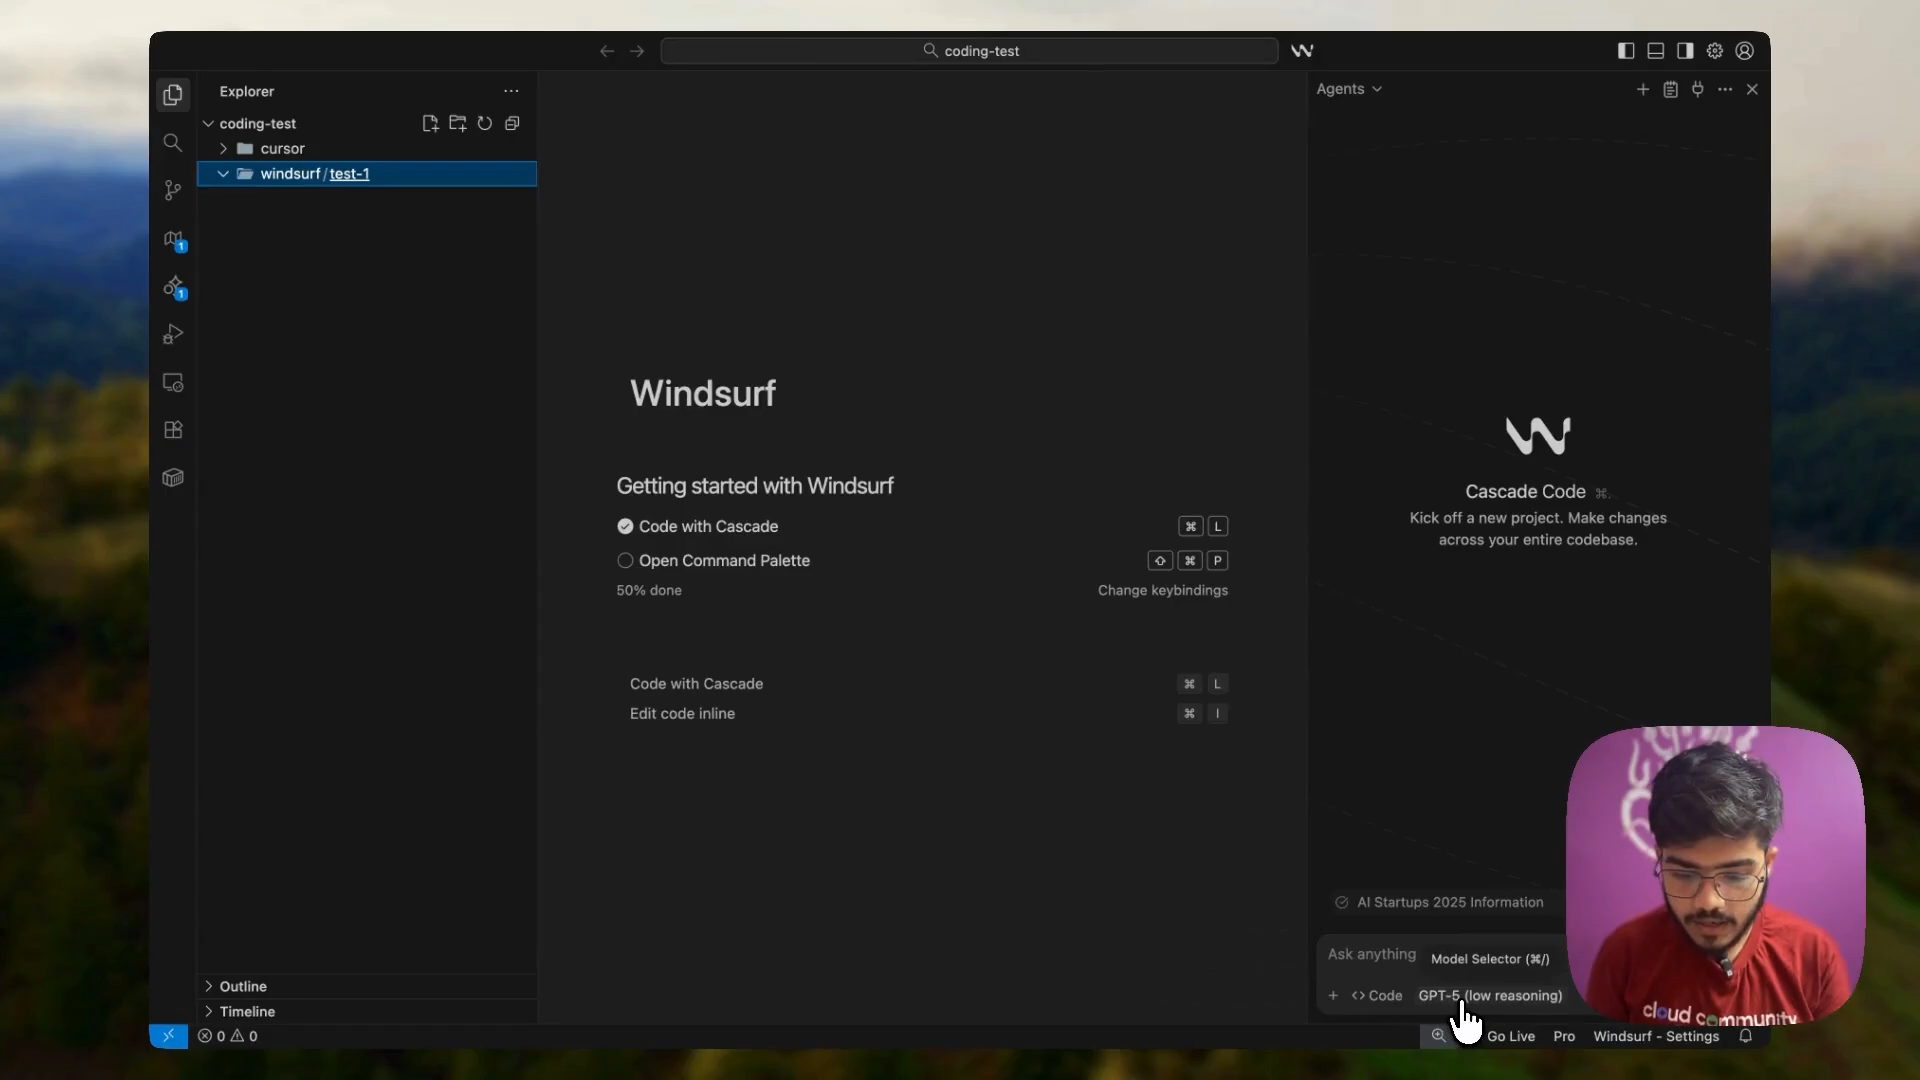 coding-test
Explorer
Agents
coding-test
cursor
windsurf/test-1
1
1
Windsurf
Getting started with Windsurf
Code with Cascade ⌘ L
Open Command Palette ⇧ ⌘ P
50% done Change keybindings
Code with Cascade ⌘ L
Edit code inline ⌘ I
Cascade Code ⌘.
Kick off a new project. Make changes
across your entire codebase.
AI Startups 2025 Information
Ask anything
Model Selector (⌘/)
+ <> Code GPT-5 (low reasoning)
cloud community
Outline
Timeline
0 0
Go Live Pro Windsurf - Settings